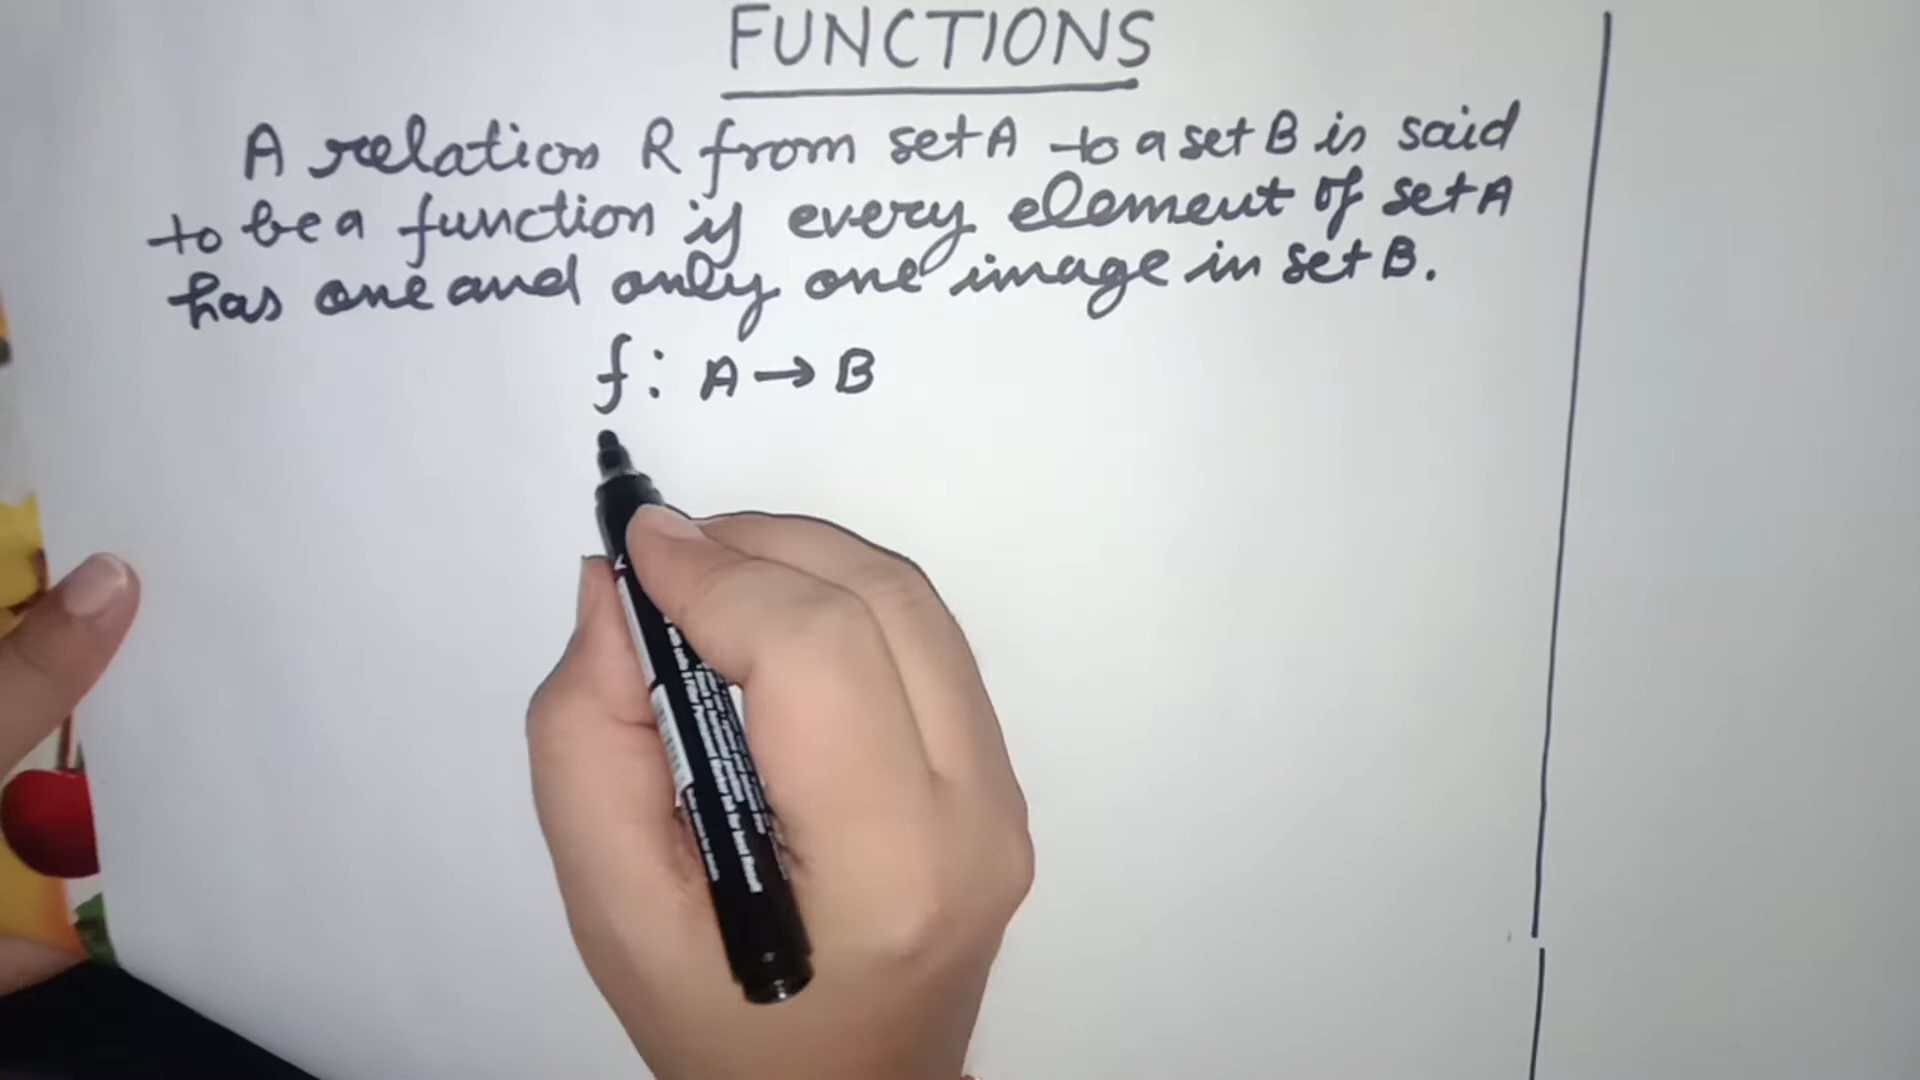 FUNCTIONS
A relation R from set A to a set B is said
to be a function if every element of set A
has one and only one image in set B.
f : A → B